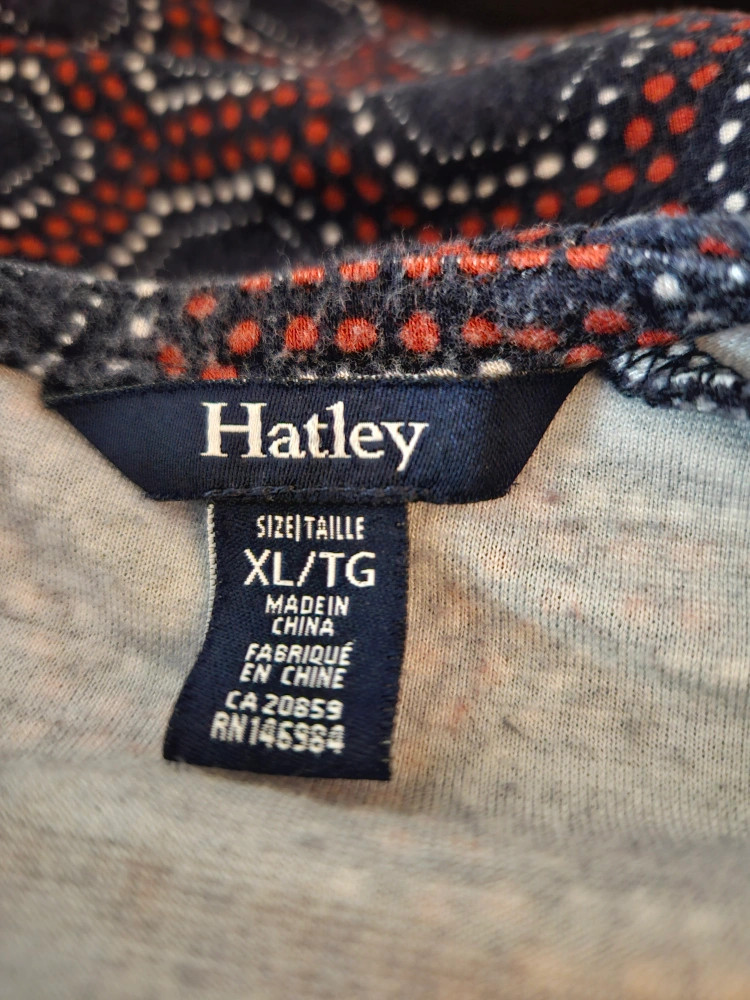 Hatley
SIZE|TAILLE
XL/TG
MADE IN
CHINA
FABRIQUÉ
EN CHINE
CA 20859
RN146984